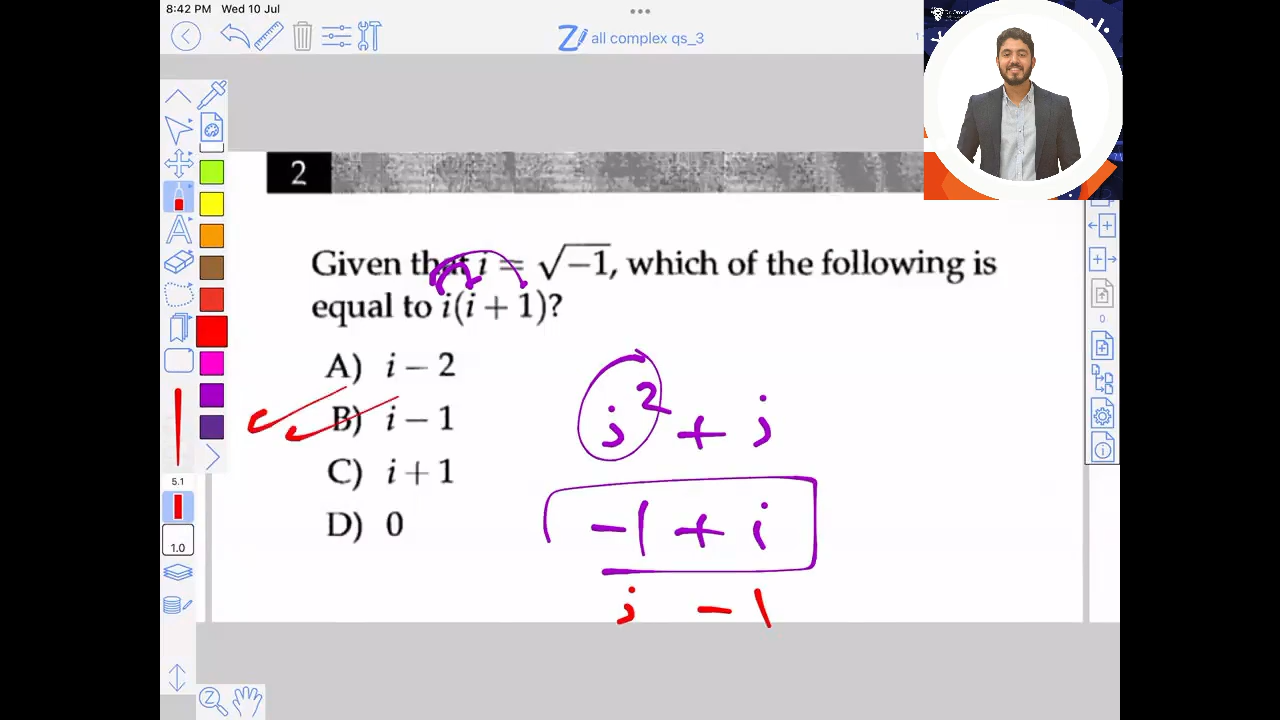 8:42 PM Wed 10 Jul
all complex qs_3
2
Given that i = √−1, which of the following is
equal to i(i + 1)?
A) i − 2
B) i − 1
C) i + 1
D) 0
i² + i
−1 + i
i − 1
5.1
1.0
0